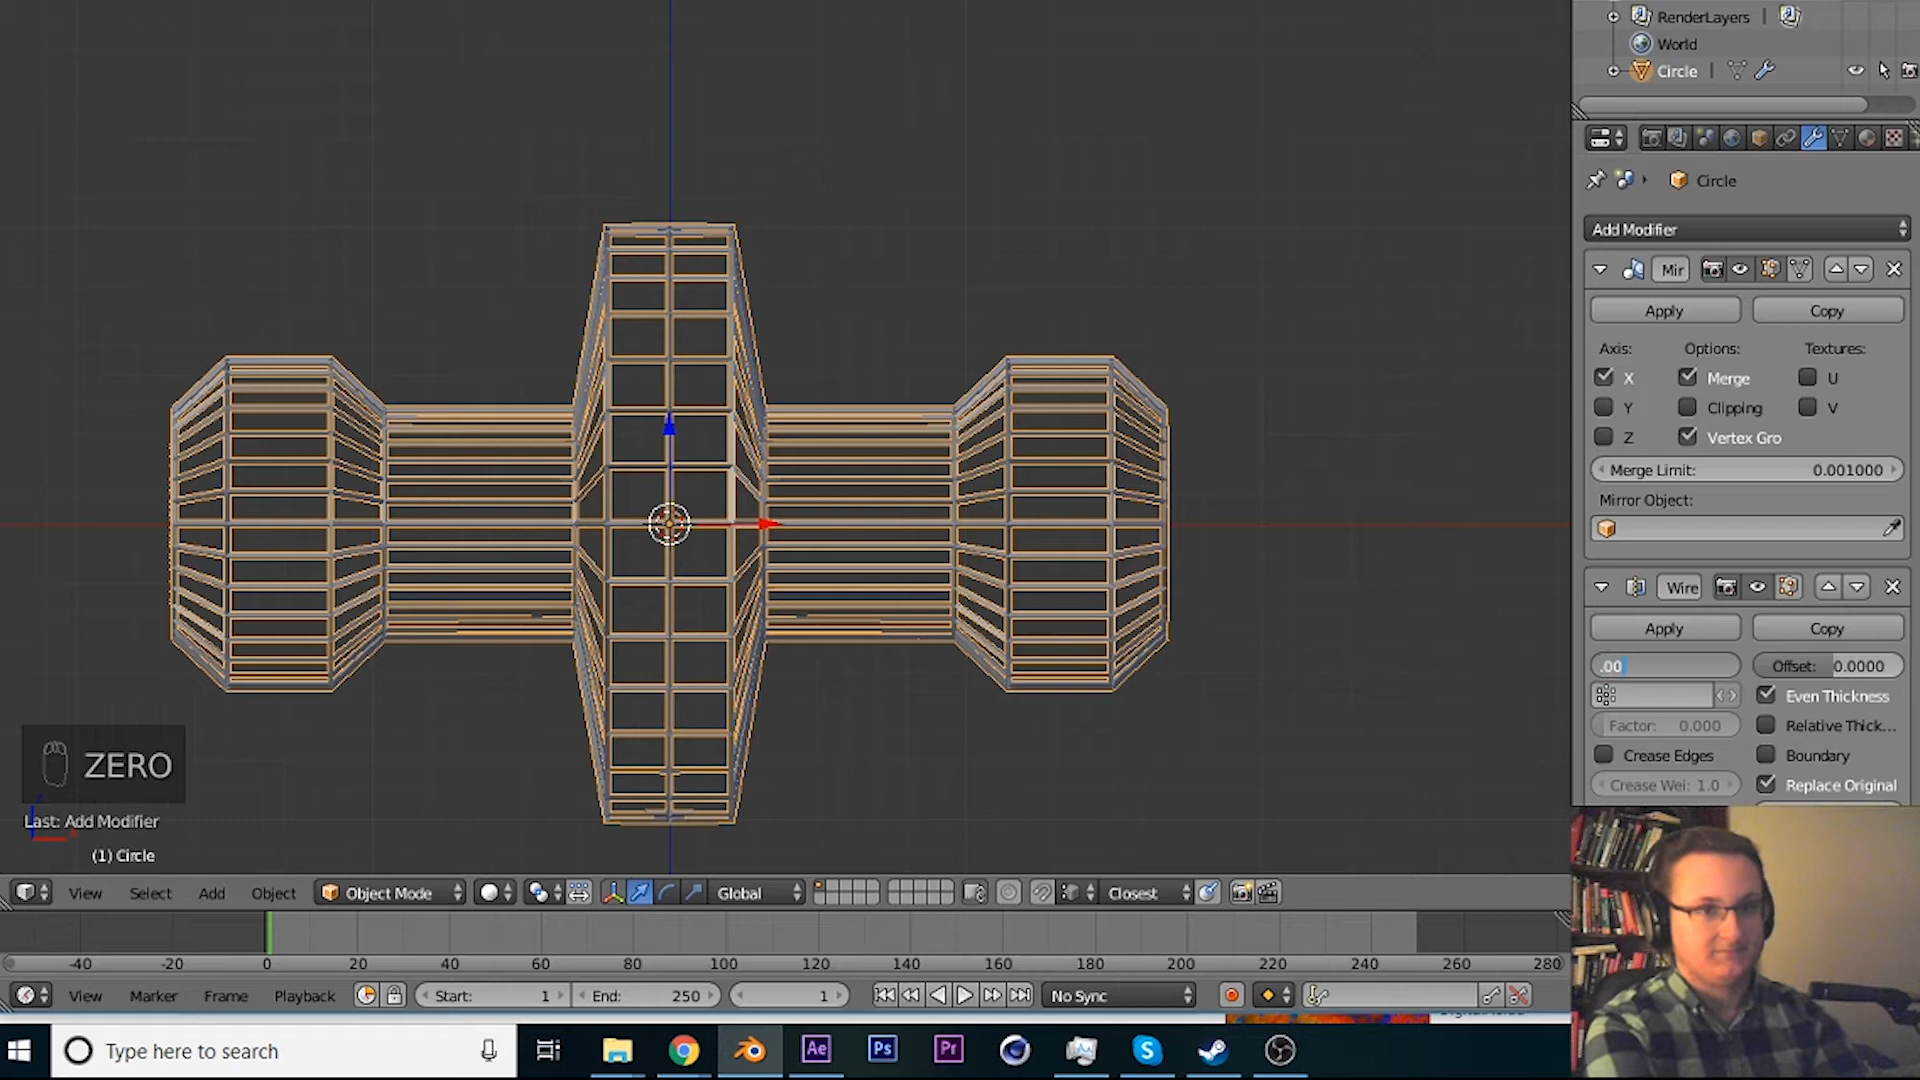 RenderLayers
World
Circle
Circle
Add Modifier
Mir
Apply
Copy
Axis:
Options:
Textures:
X
Merge
U
Y
Clipping
V
Z
Vertex Gro
Merge Limit:
0.001000
Mirror Object:
Wire
Apply
Copy
.00
Offset: 0.0000
Even Thickness
Factor: 0.000
Relative Thick...
Crease Edges
Boundary
Crease Wei: 1.0
Replace Original
ZERO
Last: Add Modifier
(1) Circle
View Select Add Object Object Mode Global Closest
-40 -20 0 20 40 60 80 100 120 140 160 180 200 220 240 260 280
View Marker Frame Playback Start: 1 End: 250 1 No Sync
Type here to search
Ae Ps Pr